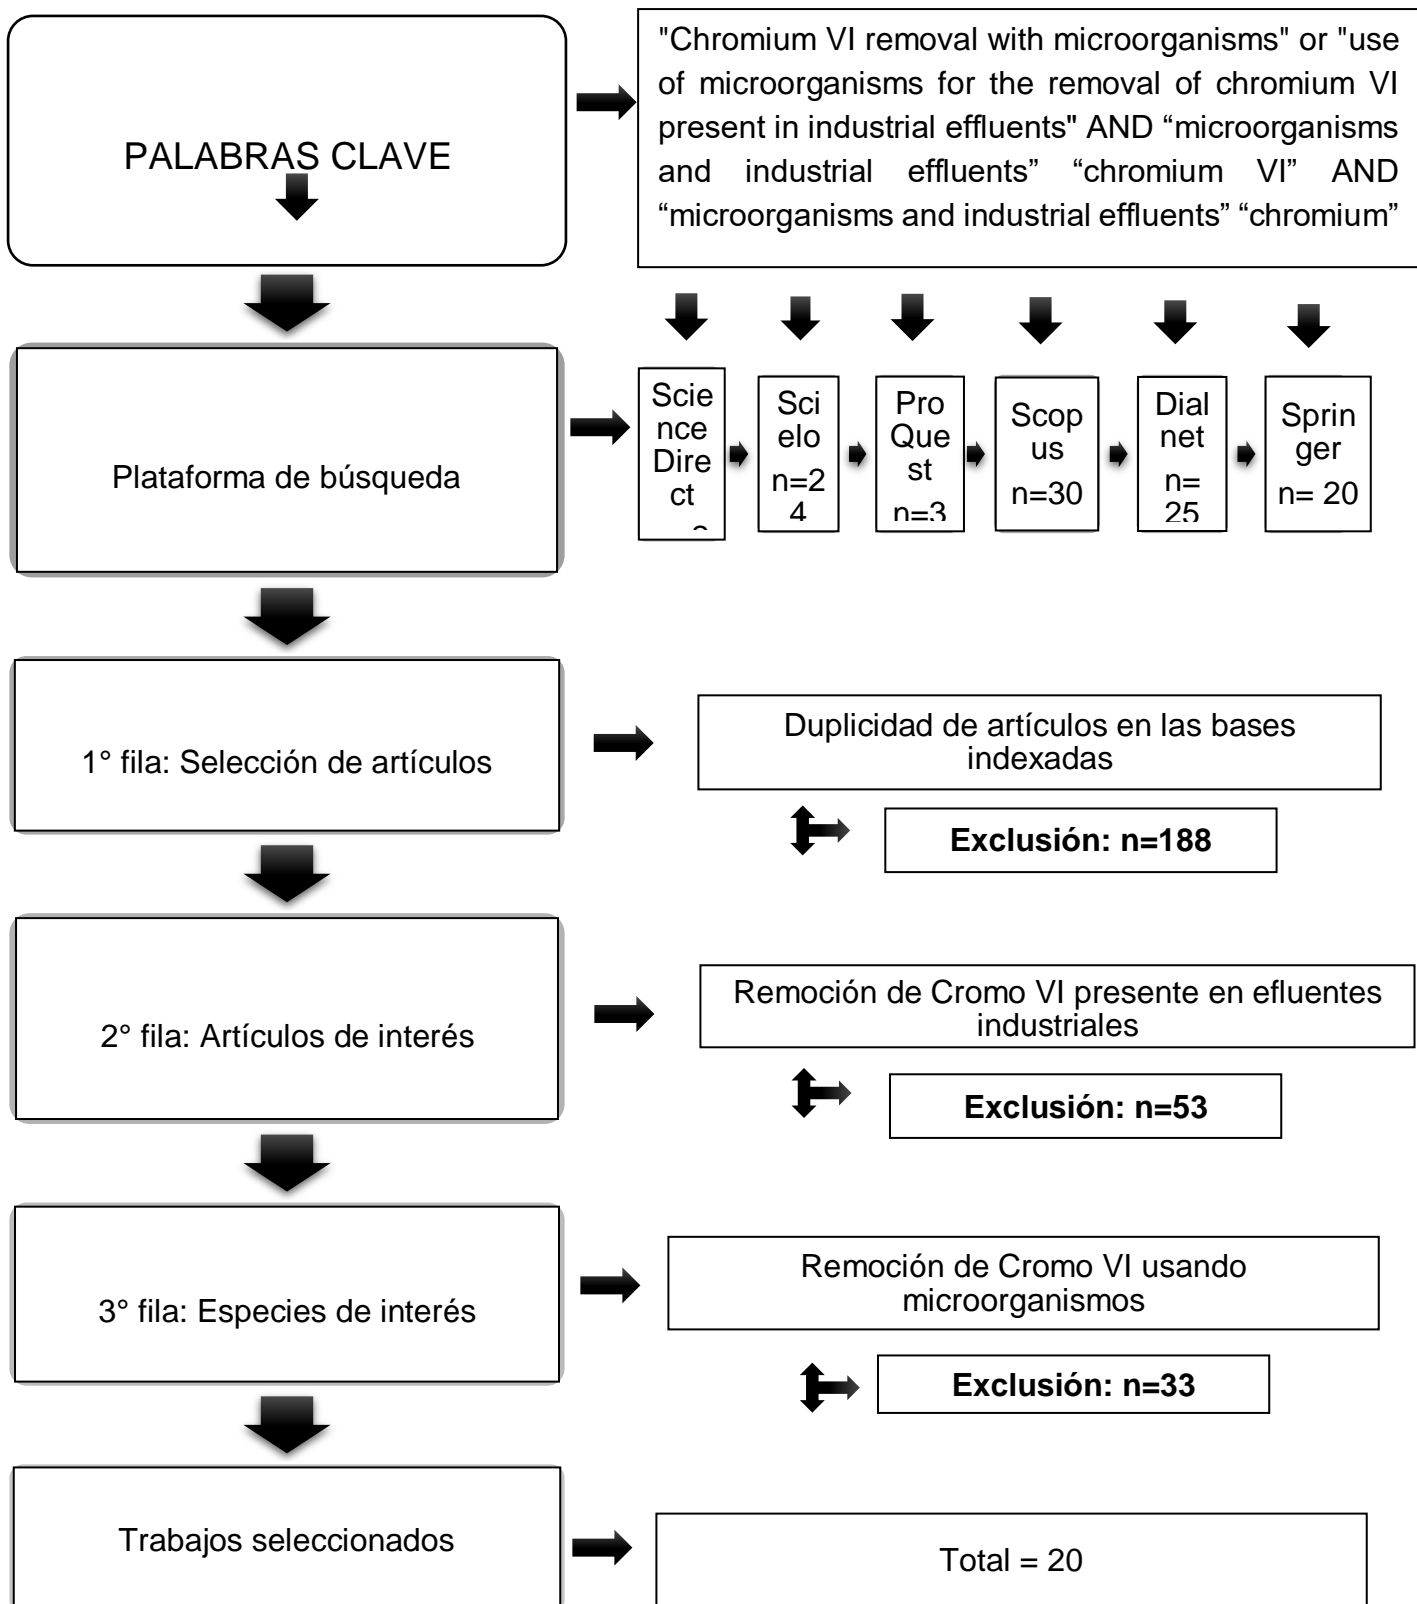 PALABRAS CLAVE
"Chromium VI removal with microorganisms" or "use
of microorganisms for the removal of chromium VI
present in industrial effluents" AND “microorganisms
and industrial effluents” “chromium VI” AND
“microorganisms and industrial effluents” “chromium”
Plataforma de búsqueda
Scie
nce
Dire
ct
Sci
elo
n=2
4
Pro
Que
st
n=3
Scop
us
n=30
Dial
net
n=
25
Sprin
ger
n= 20
1° fila: Selección de artículos
Duplicidad de artículos en las bases
indexadas
Exclusión: n=188
2° fila: Artículos de interés
Remoción de Cromo VI presente en efluentes
industriales
Exclusión: n=53
3° fila: Especies de interés
Remoción de Cromo VI usando
microorganismos
Exclusión: n=33
Trabajos seleccionados
Total = 20